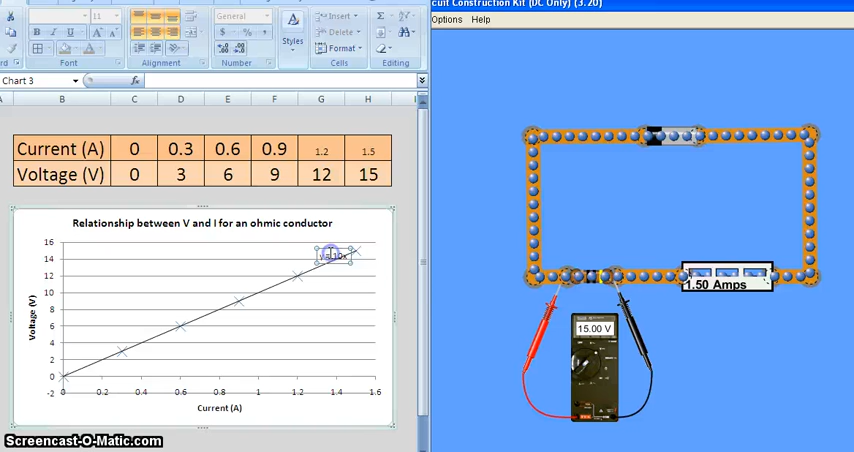 cuit Construction Kit (DC Only) (3.20)
Options Help
11
General
Insert
Delete
Format
Styles
Font
Alignment
Number
Cells
Editing
Chart 3
fx
A B C D E F G H I
Current (A) 0 0.3 0.6 0.9 1.2 1.5
Voltage (V) 0 3 6 9 12 15
Relationship between V and I for an ohmic conductor
y = 10x
Voltage (V)
16
14
12
10
8
6
4
2
0
-2
0 0.2 0.4 0.6 0.8 1 1.2 1.4 1.6
Current (A)
1.50 Amps
15.00 V
Screencast-O-Matic.com